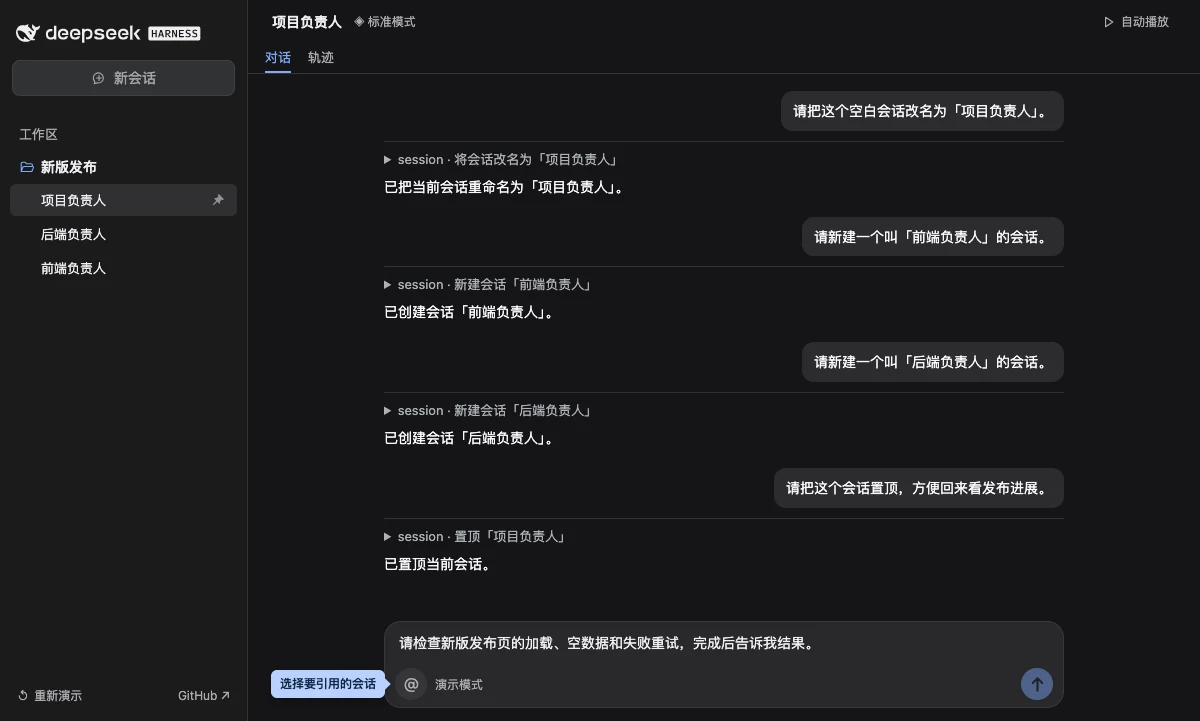 deepseek HARNESS
新会话
工作区
新版发布
项目负责人
后端负责人
前端负责人
重新演示
GitHub
项目负责人 标准模式
自动播放
对话 轨迹
请把这个空白会话改名为「项目负责人」。
session · 将会话改名为「项目负责人」
已把当前会话重命名为「项目负责人」。
请新建一个叫「前端负责人」的会话。
session · 新建会话「前端负责人」
已创建会话「前端负责人」。
请新建一个叫「后端负责人」的会话。
session · 新建会话「后端负责人」
已创建会话「后端负责人」。
请把这个会话置顶，方便回来看发布进展。
session · 置顶「项目负责人」
已置顶当前会话。
请检查新版发布页的加载、空数据和失败重试，完成后告诉我结果。
选择要引用的会话
@ 演示模式